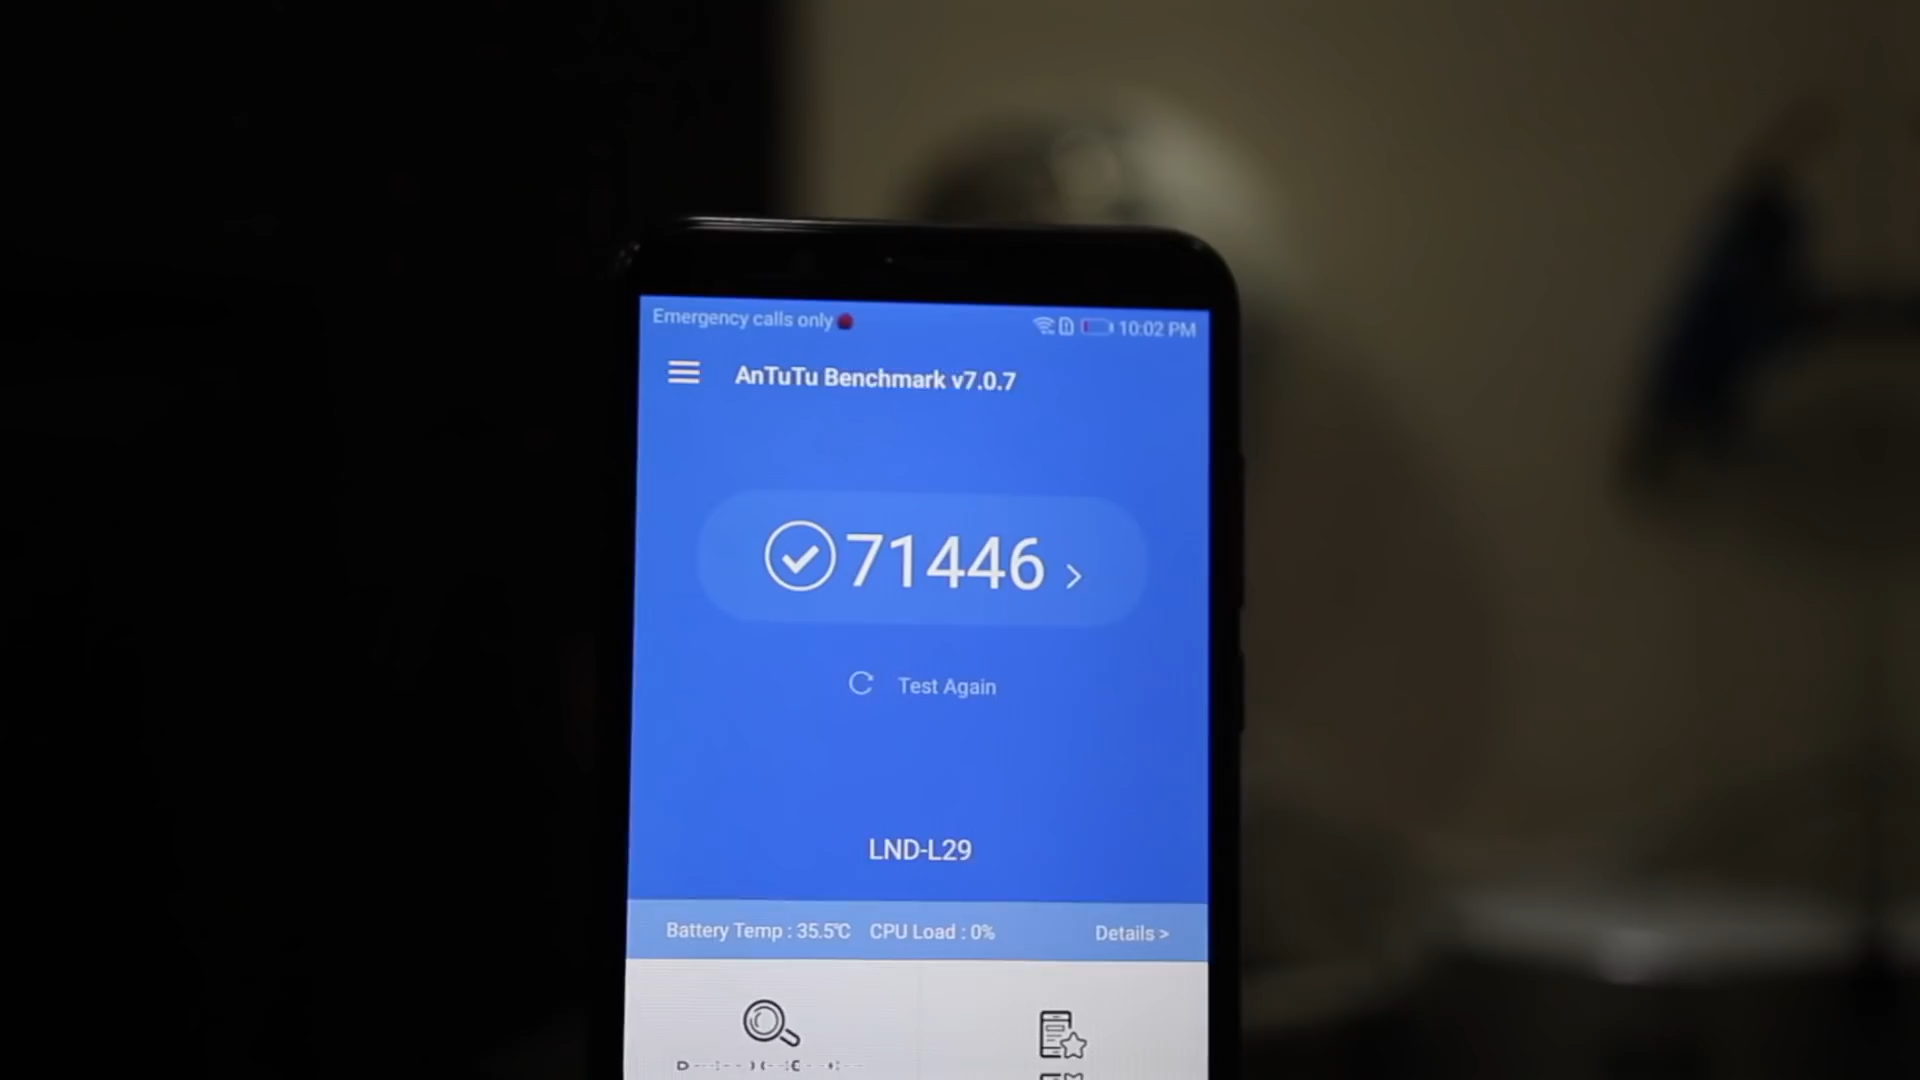 Emergency calls only 10:02 PM
AnTuTu Benchmark v7.0.7
71446 >
Test Again
LND-L29
Battery Temp : 35.5℃ CPU Load : 0% Details >